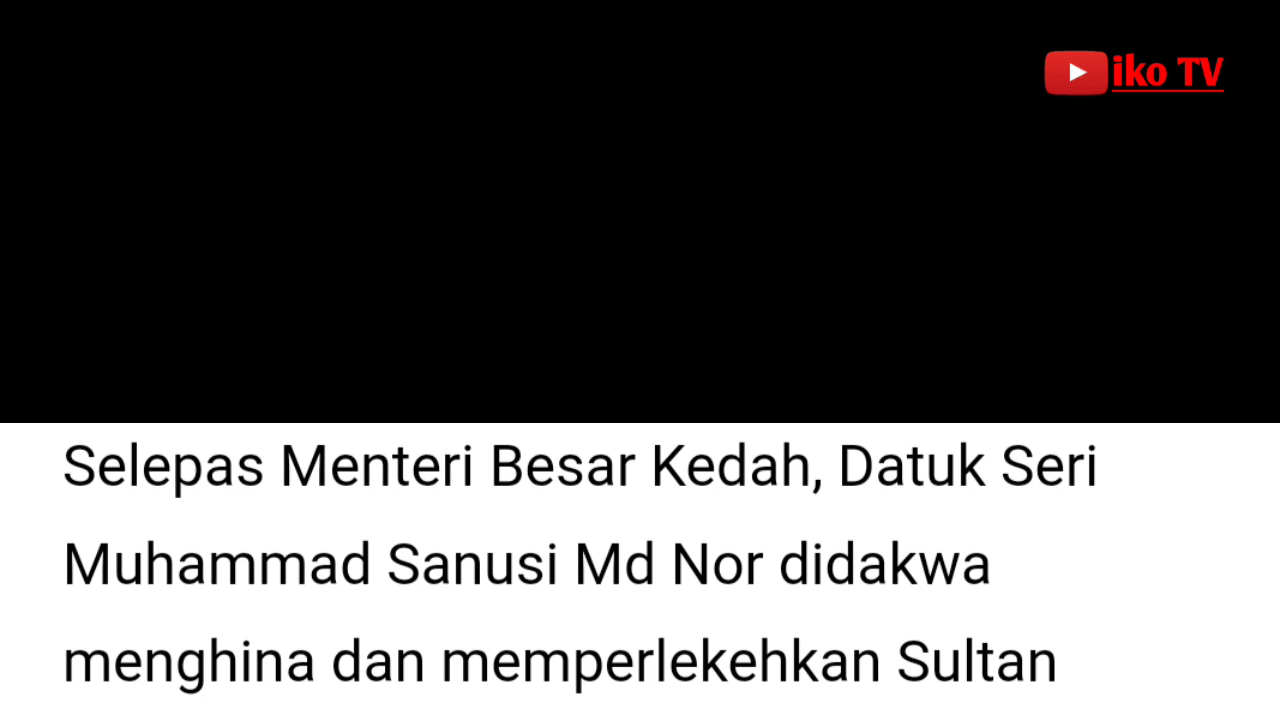 iko TV
Selepas Menteri Besar Kedah, Datuk Seri
Muhammad Sanusi Md Nor didakwa
menghina dan memperlekehkan Sultan